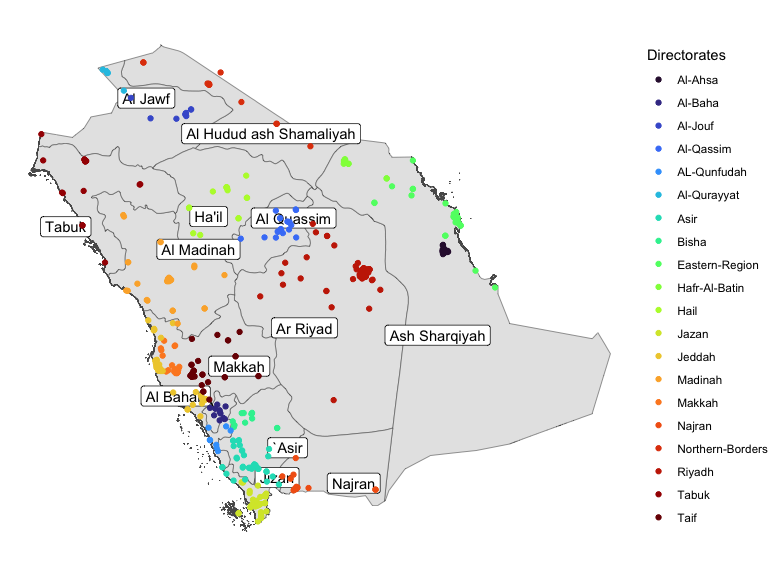 Directorates
Al-Ahsa
Al-Baha
Al-Jouf
Al-Qassim
AL-Qunfudah
Al-Qurayyat
Asir
Bisha
Eastern-Region
Hafr-Al-Batin
Hail
Jazan
Jeddah
Madinah
Makkah
Najran
Northern-Borders
Riyadh
Tabuk
Taif
Al Jawf
Al Hudud ash Shamaliyah
Ha'il
Al Quassim
Tabuk
Al Madinah
Ar Riyad
Ash Sharqiyah
Makkah
Al Bahah
Asir
Jizan
Najran